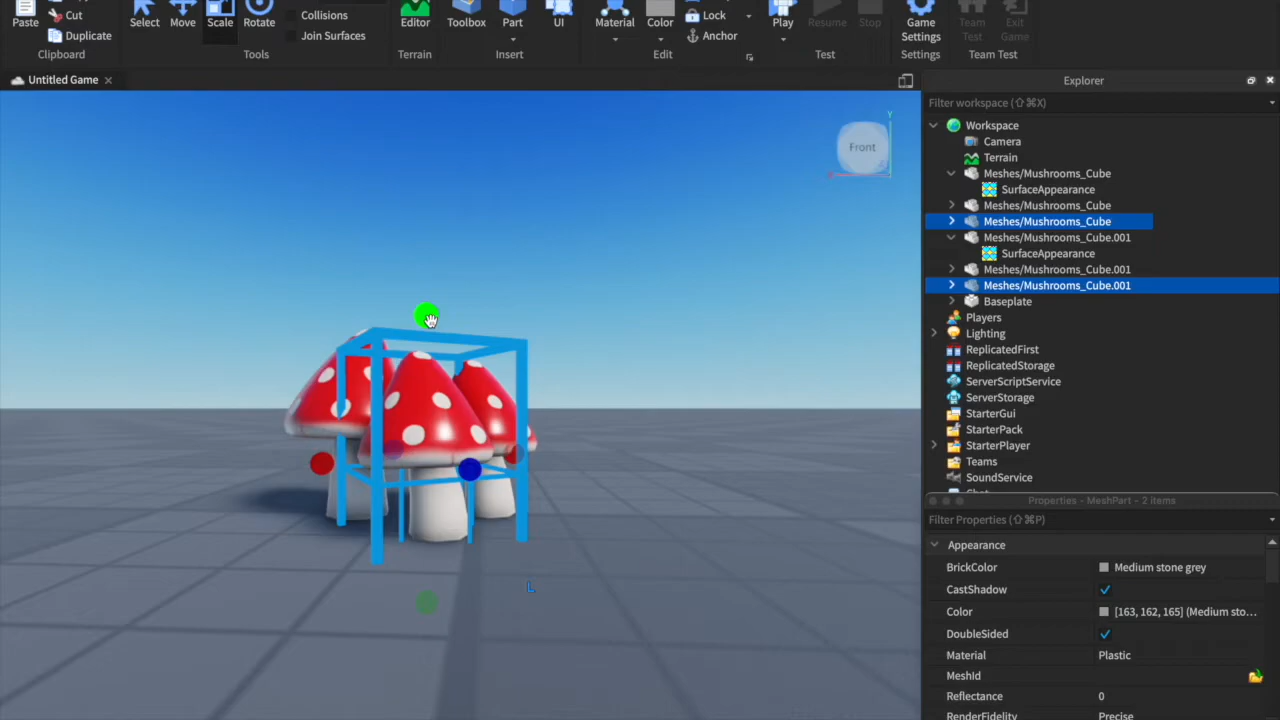 Paste
Cut
Duplicate
Clipboard
Select
Move
Scale
Rotate
Collisions
Join Surfaces
Tools
Editor
Terrain
Toolbox
Part
UI
Insert
Material
Color
Lock
Anchor
Edit
Play
Resume
Stop
Test
Game
Settings
Settings
Team
Test
Exit
Game
Team Test
Untitled Game
Front
Y
L
Explorer
Filter workspace (⇧⌘X)
Workspace
Camera
Terrain
Meshes/Mushrooms_Cube
SurfaceAppearance
Meshes/Mushrooms_Cube
Meshes/Mushrooms_Cube
Meshes/Mushrooms_Cube.001
SurfaceAppearance
Meshes/Mushrooms_Cube.001
Meshes/Mushrooms_Cube.001
Baseplate
Players
Lighting
ReplicatedFirst
ReplicatedStorage
ServerScriptService
ServerStorage
StarterGui
StarterPack
StarterPlayer
Teams
SoundService
Properties - MeshPart - 2 items
Filter Properties (⇧⌘P)
Appearance
BrickColor Medium stone grey
CastShadow
Color [163, 162, 165] (Medium sto...
DoubleSided
Material Plastic
MeshId
Reflectance 0
RenderFidelity Precise